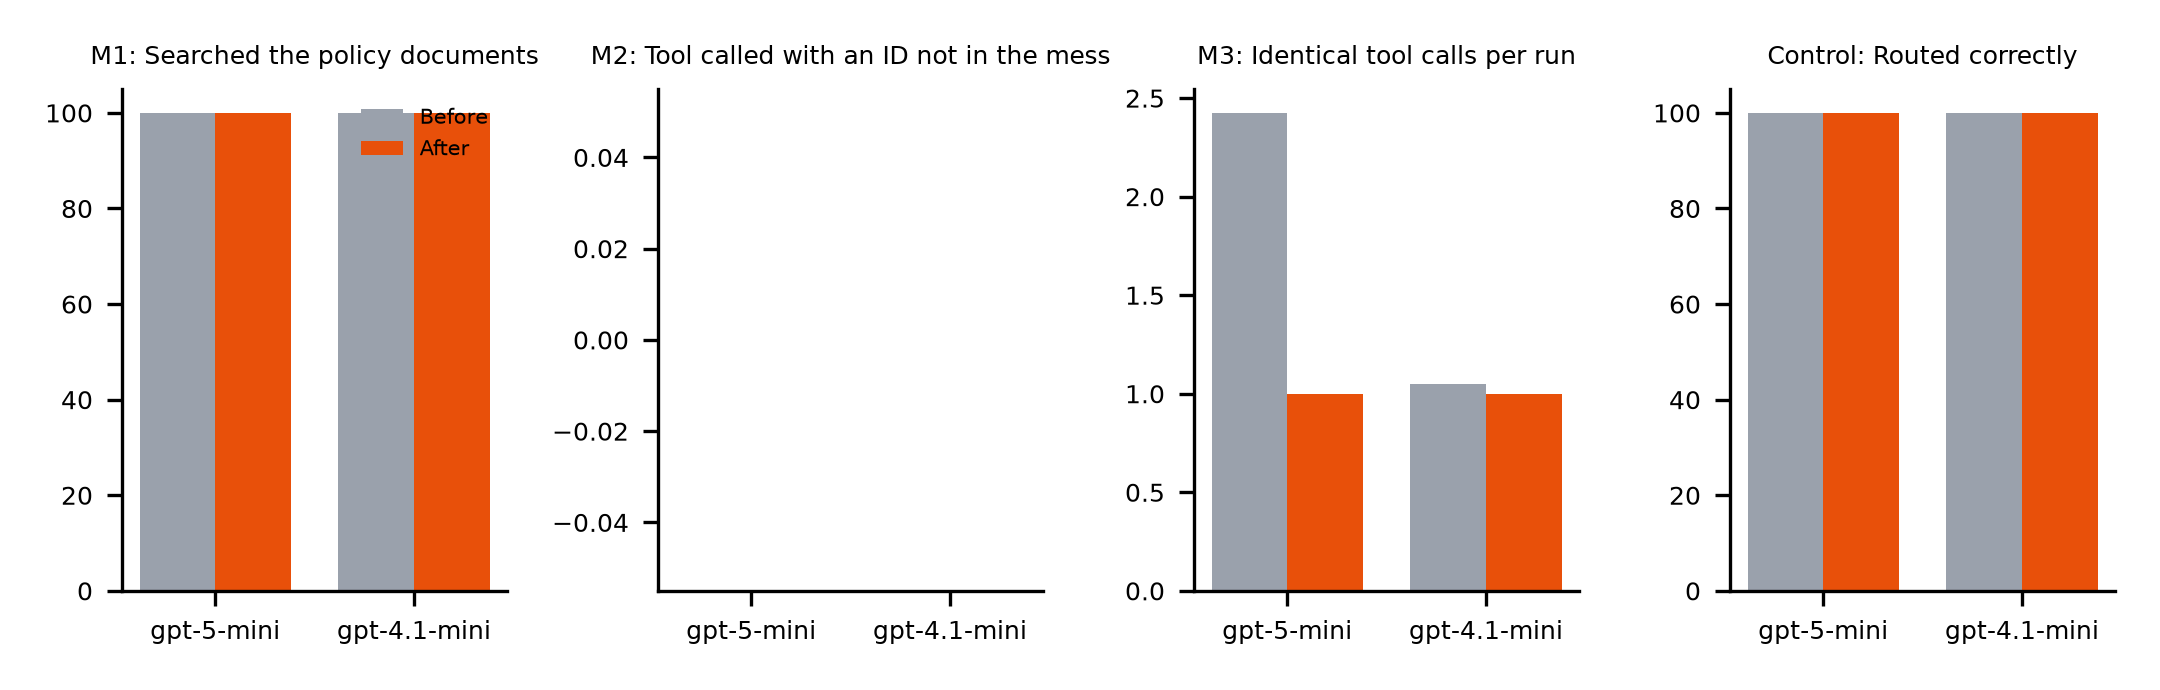 M1: Searched the policy documents
100
80
60
40
20
0
gpt-5-mini
gpt-4.1-mini
Before
After
M2: Tool called with an ID not in the mess
0.04
0.02
0.00
−0.02
−0.04
gpt-5-mini
gpt-4.1-mini
M3: Identical tool calls per run
2.5
2.0
1.5
1.0
0.5
0.0
gpt-5-mini
gpt-4.1-mini
Control: Routed correctly
100
80
60
40
20
0
gpt-5-mini
gpt-4.1-mini